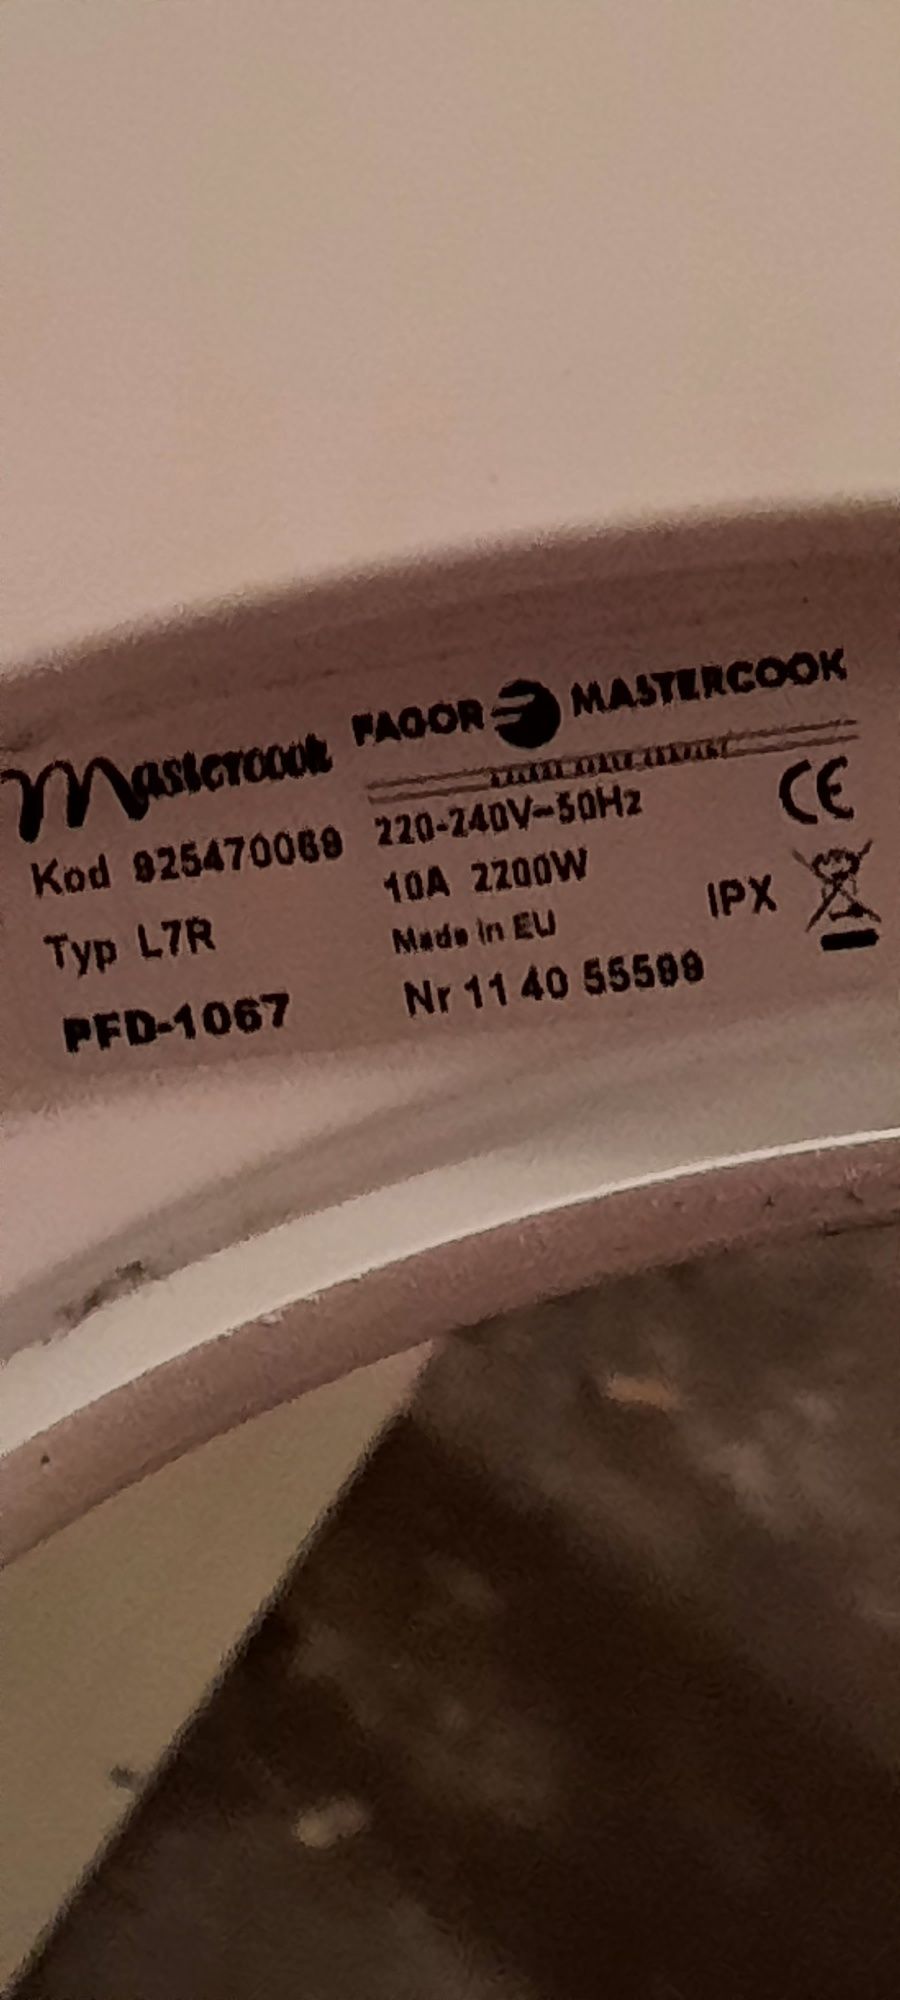 Mastercook
FAGOR MASTERCOOK
Kod 925470069
Typ L7R
PFD-1067
220-240V~50Hz
10A 2200W
Made in EU
Nr 11 40 55599
IPX
CE